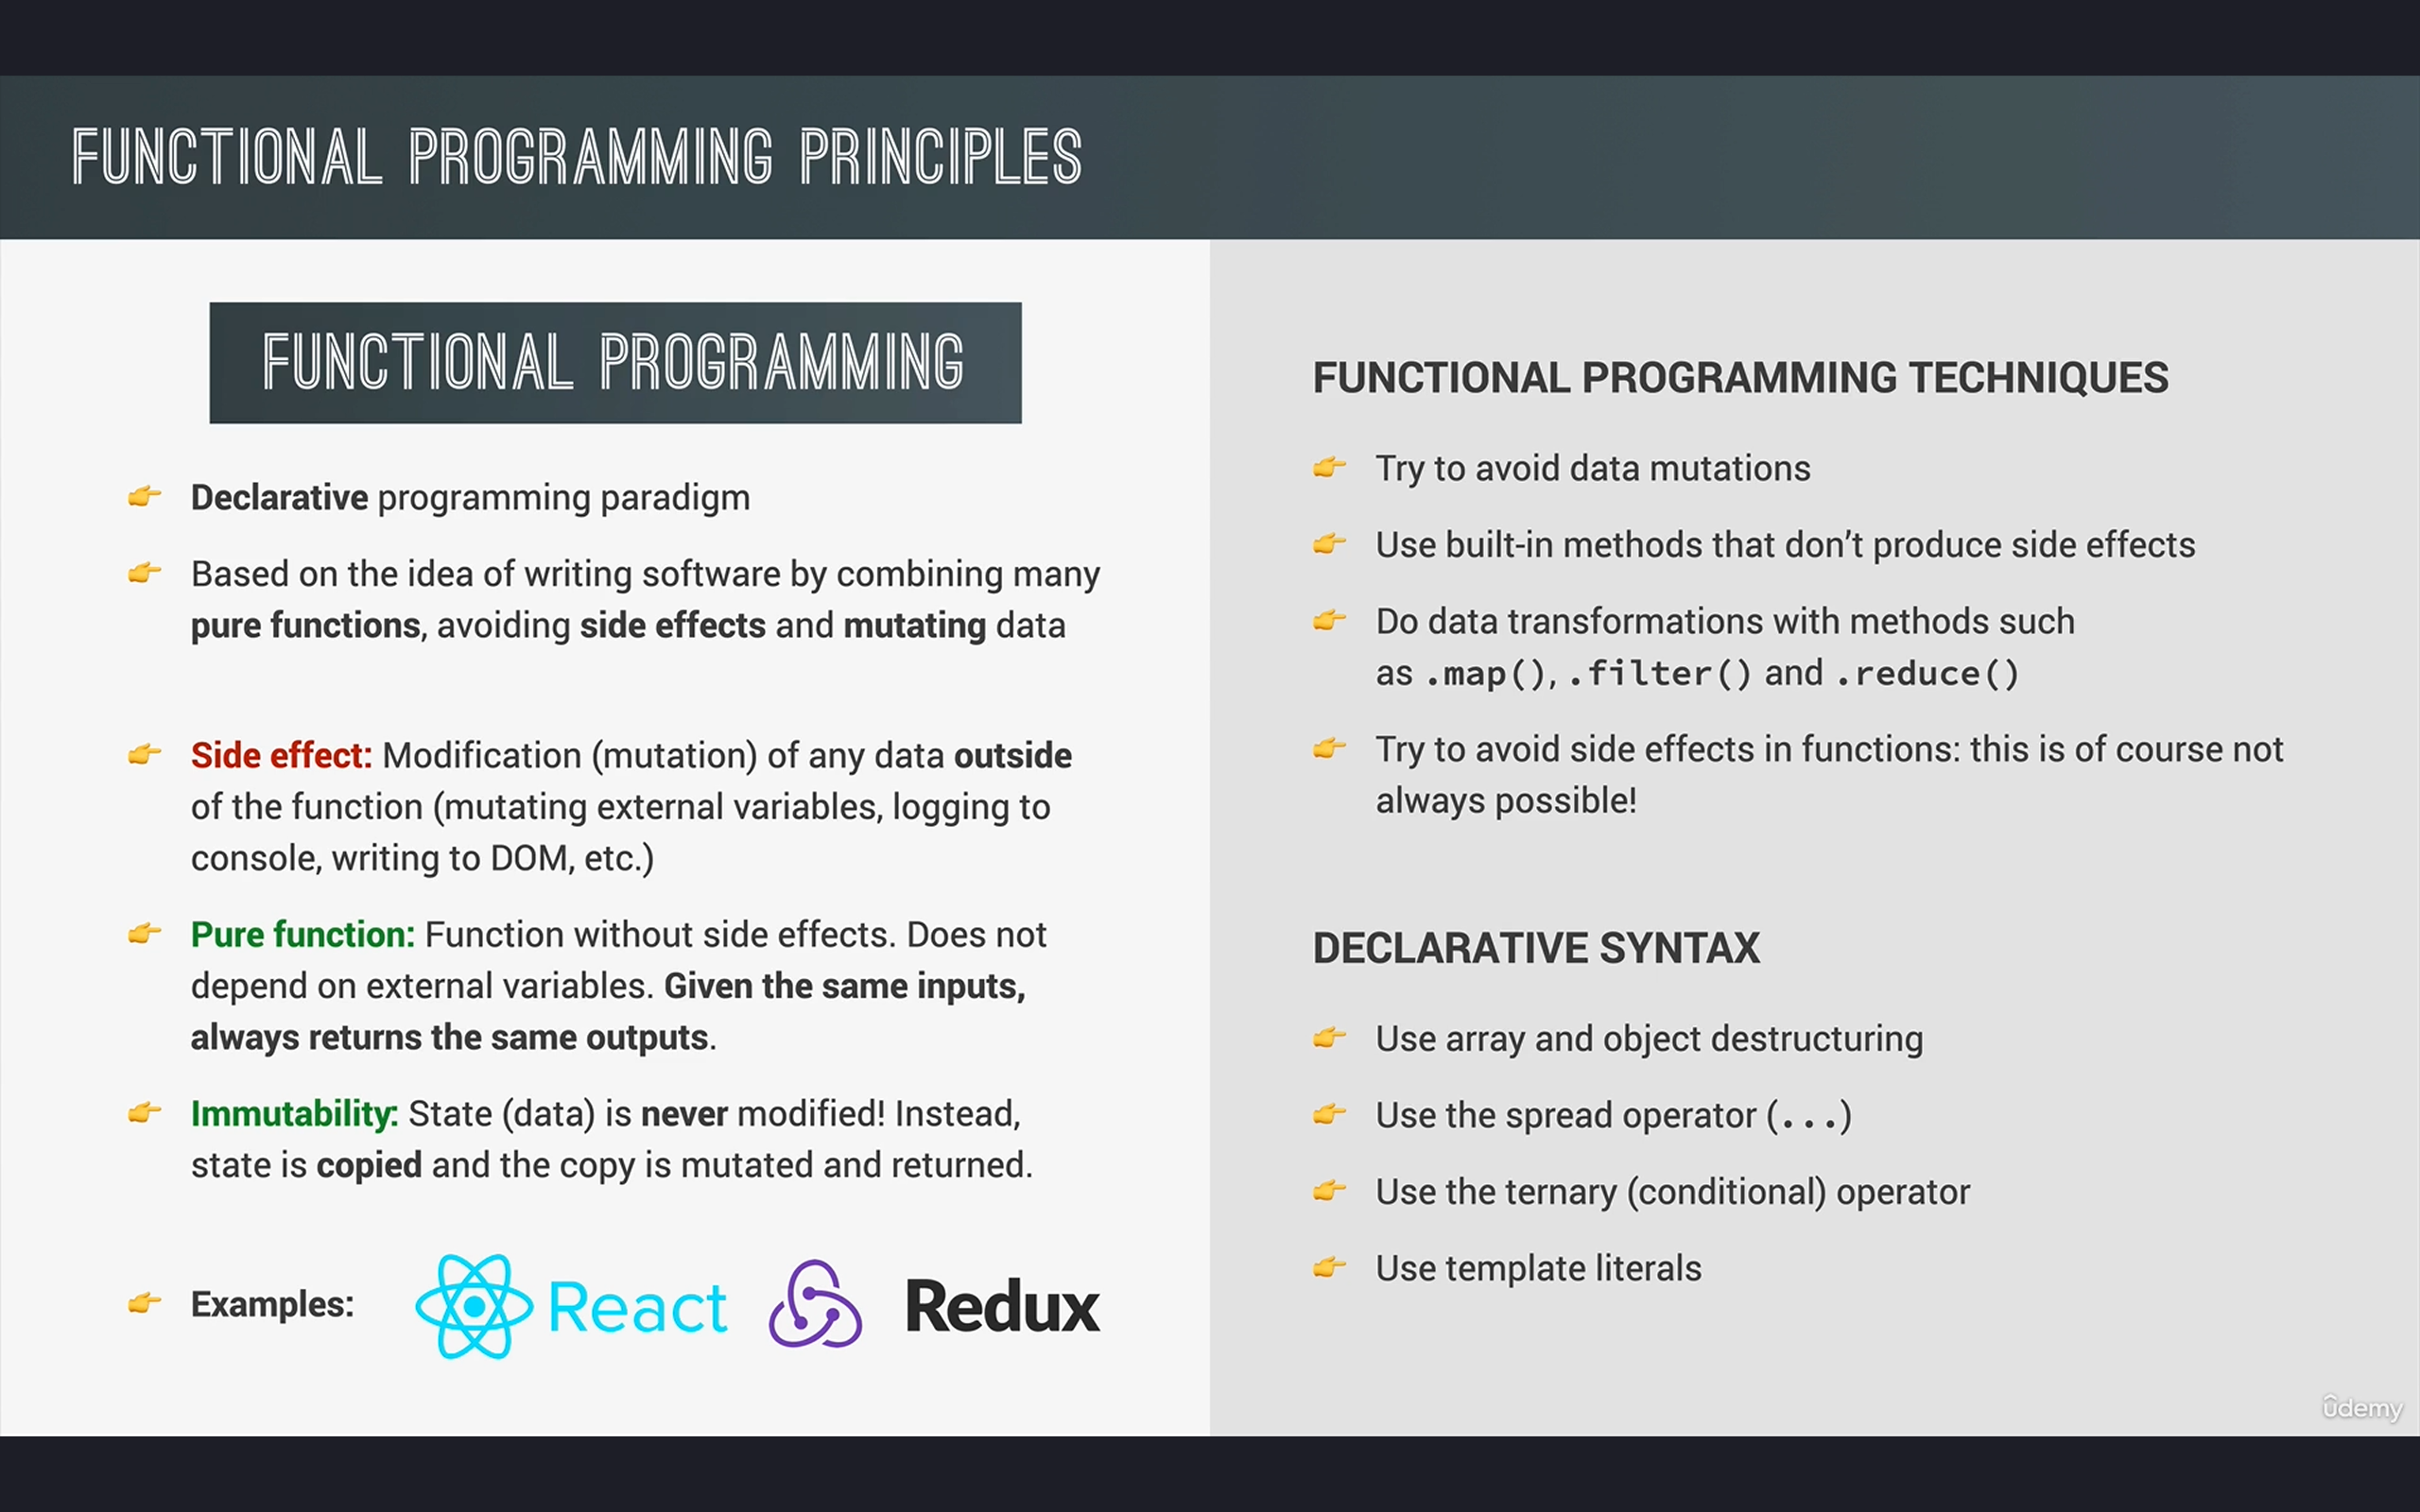 FUNCTIONAL PROGRAMMING PRINCIPLES
FUNCTIONAL PROGRAMMING
👉 Declarative programming paradigm
👉 Based on the idea of writing software by combining many
pure functions, avoiding side effects and mutating data
👉 Side effect: Modification (mutation) of any data outside
of the function (mutating external variables, logging to
console, writing to DOM, etc.)
👉 Pure function: Function without side effects. Does not
depend on external variables. Given the same inputs,
always returns the same outputs.
👉 Immutability: State (data) is never modified! Instead,
state is copied and the copy is mutated and returned.
👉 Examples: React Redux
FUNCTIONAL PROGRAMMING TECHNIQUES
👉 Try to avoid data mutations
👉 Use built-in methods that don’t produce side effects
👉 Do data transformations with methods such
as .map(), .filter() and .reduce()
👉 Try to avoid side effects in functions: this is of course not
always possible!
DECLARATIVE SYNTAX
👉 Use array and object destructuring
👉 Use the spread operator (...)
👉 Use the ternary (conditional) operator
👉 Use template literals
udemy